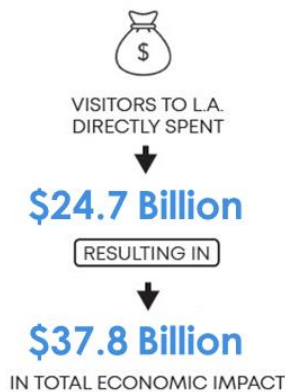 $
VISITORS TO L.A.
DIRECTLY SPENT
$24.7 Billion
RESULTING IN
$37.8 Billion
IN TOTAL ECONOMIC IMPACT